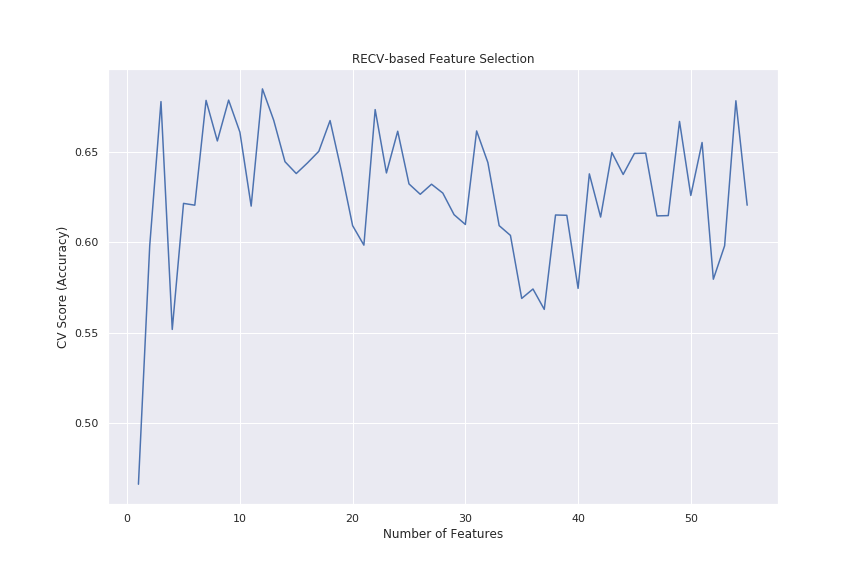 RECV-based Feature Selection
CV Score (Accuracy)
0.65
0.60
0.55
0.50
0 10 20 30 40 50
Number of Features